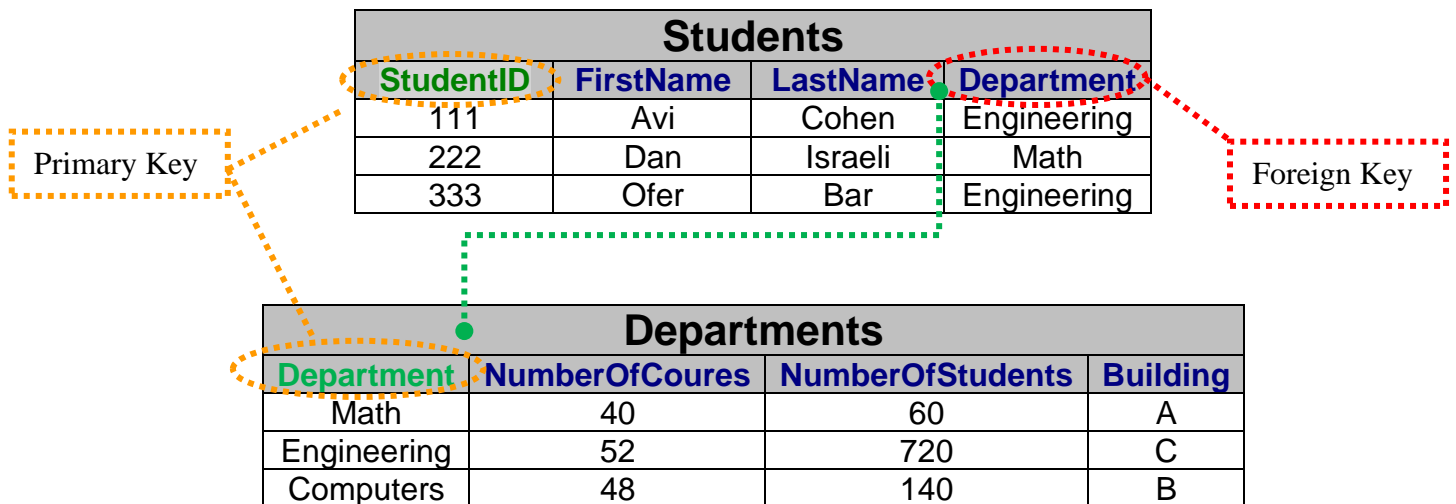 Students
StudentID FirstName LastName Department
111 Avi Cohen Engineering
222 Dan Israeli Math
333 Ofer Bar Engineering
Primary Key
Foreign Key
Departments
Department NumberOfCoures NumberOfStudents Building
Math 40 60 A
Engineering 52 720 C
Computers 48 140 B